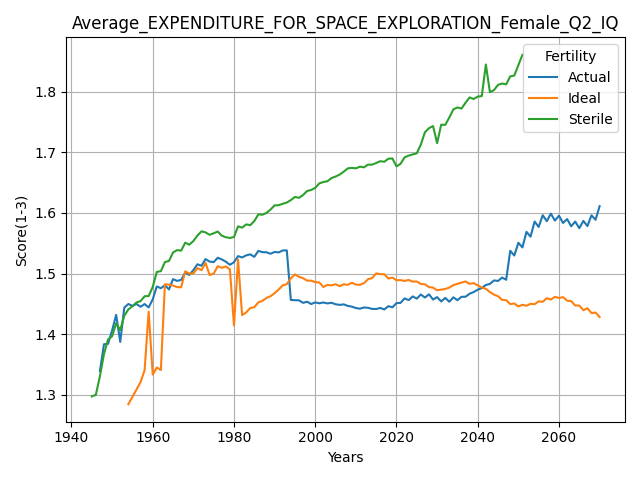 Average_EXPENDITURE_FOR_SPACE_EXPLORATION_Female_Q2_IQ
Fertility
Actual
Ideal
Sterile
Score(1-3)
1.8
1.7
1.6
1.5
1.4
1.3
1940 1960 1980 2000 2020 2040 2060
Years